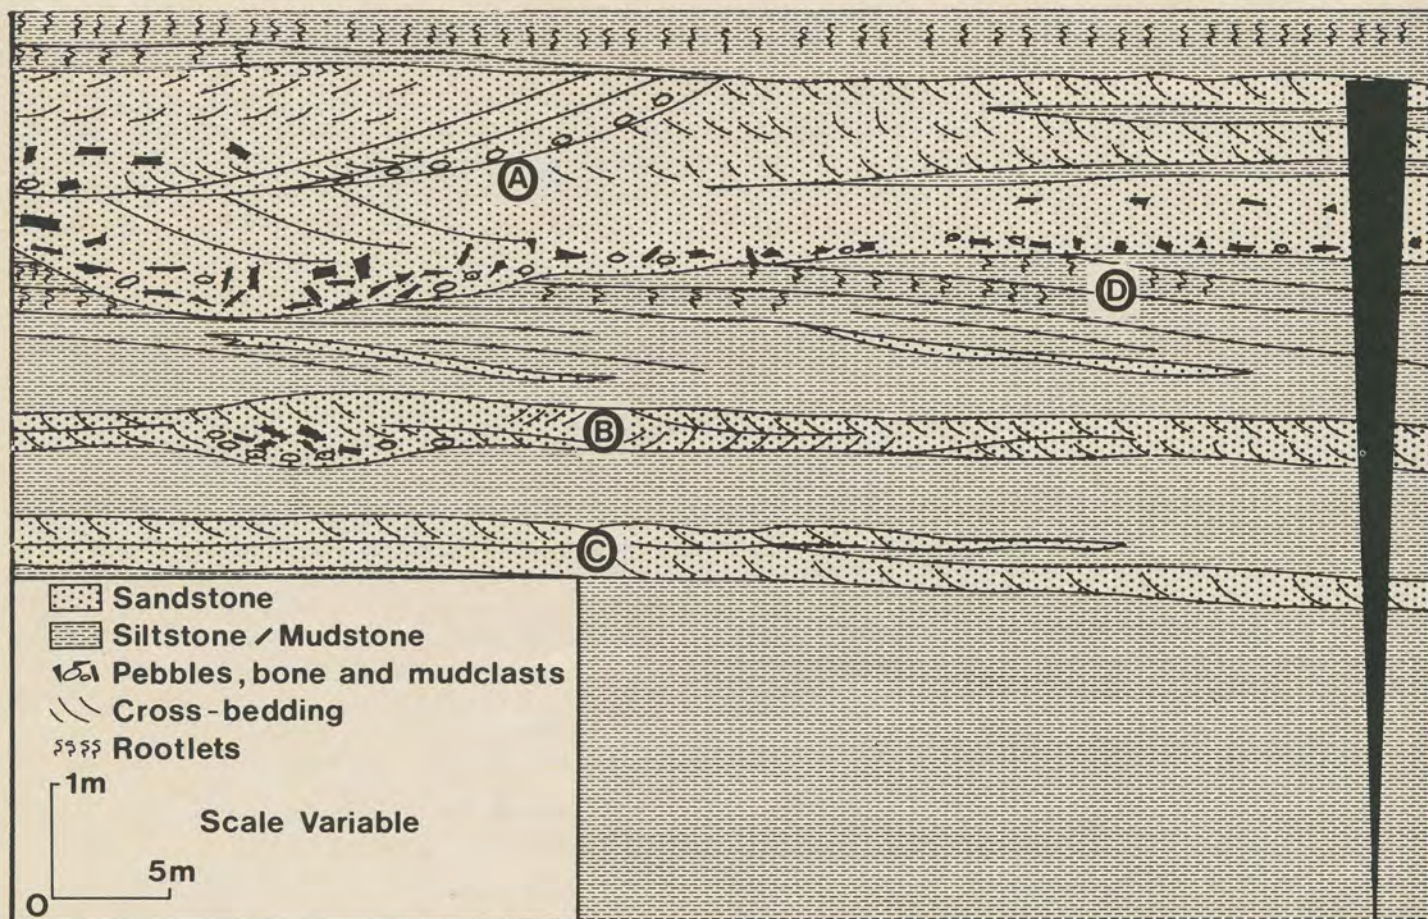 A
D
B
C
Sandstone
Siltstone / Mudstone
Pebbles, bone and mudclasts
Cross-bedding
Rootlets
1m
Scale Variable
5m
0